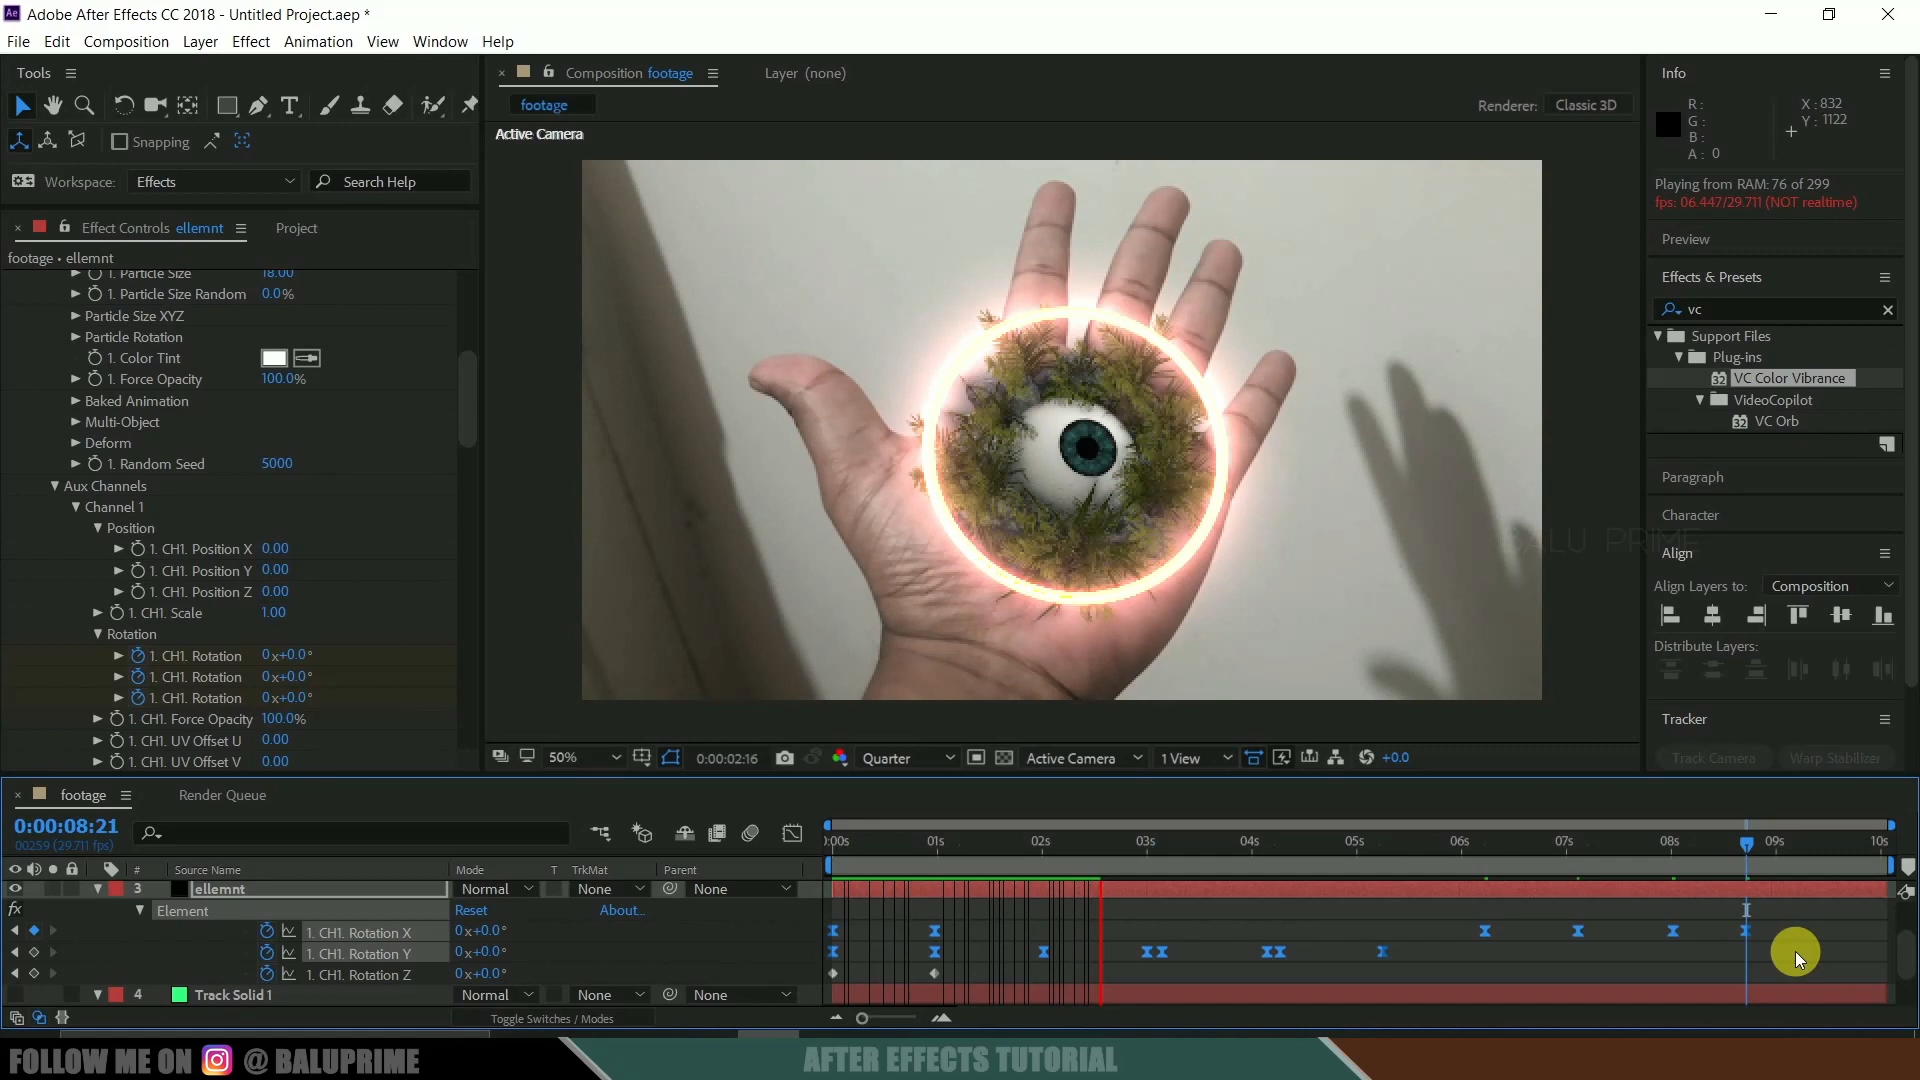 Adobe After Effects CC 2018 - Untitled Project.aep *
File Edit Composition Layer Effect Animation View Window Help
Tools
Snapping
Workspace: Effects Search Help
Effect Controls ellemnt Project
footage • ellemnt
1. Particle Size 18.00
1. Particle Size Random 0.0%
Particle Size XYZ
Particle Rotation
1. Color Tint
1. Force Opacity 100.0%
Baked Animation
Multi-Object
Deform
1. Random Seed 5000
Aux Channels
Channel 1
Position
1. CH1. Position X 0.00
1. CH1. Position Y 0.00
1. CH1. Position Z 0.00
1. CH1. Scale 1.00
Rotation
1. CH1. Rotation 0x+0.0°
1. CH1. Rotation 0x+0.0°
1. CH1. Rotation 0x+0.0°
1. CH1. Force Opacity 100.0%
1. CH1. UV Offset U 0.00
1. CH1. UV Offset V 0.00
Composition footage Layer (none)
footage
Renderer: Classic 3D
Active Camera
BALU PRIME
50% 0:00:02:16 Quarter Active Camera 1 View +0.0
Info
R: X: 832
G: Y: 1122
B:
A: 0
Playing from RAM: 76 of 299
fps: 06.447/29.711 (NOT realtime)
Preview
Effects & Presets
vc
Support Files
Plug-ins
32 VC Color Vibrance
VideoCopilot
32 VC Orb
Paragraph
Character
Align
Align Layers to: Composition
Distribute Layers:
Tracker
Track Camera Warp Stabilizer
footage Render Queue
0:00:08:21
00259 (29.711 fps)
# Source Name Mode T TrkMat Parent
:00s 01s 02s 03s 04s 05s 06s 07s 08s 09s 10s
3 ellemnt Normal None None
fx Element Reset About...
1. CH1. Rotation X 0x+0.0°
1. CH1. Rotation Y 0x+0.0°
1. CH1. Rotation Z 0x+0.0°
4 Track Solid 1 Normal None None
Toggle Switches / Modes
FOLLOW ME ON @ BALUPRIME
AFTER EFFECTS TUTORIAL